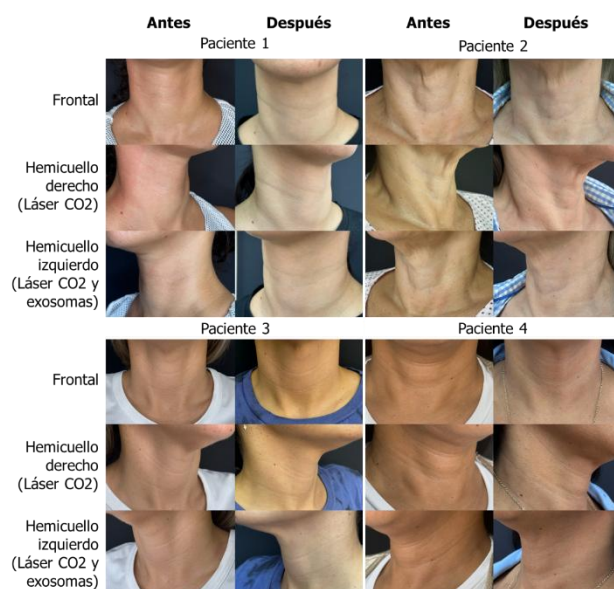 Antes Después Antes Después
Paciente 1 Paciente 2
Frontal
Hemicuello
derecho
(Láser CO2)
Hemicuello
izquierdo
(Láser CO2 y
exosomas)
Paciente 3 Paciente 4
Frontal
Hemicuello
derecho
(Láser CO2)
Hemicuello
izquierdo
(Láser CO2 y
exosomas)